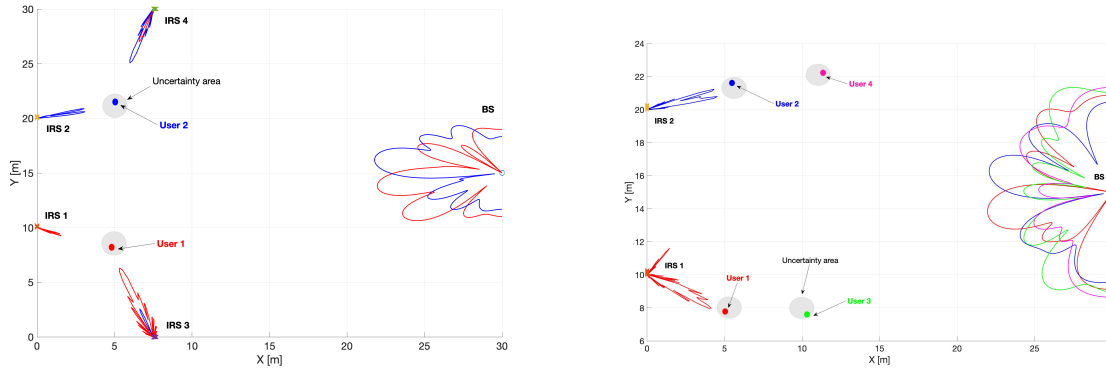 30
IRS 4
25
Uncertainty area
20
IRS 2
User 2
BS
15
Y [m]
IRS 1
10
User 1
5
IRS 3
0
0
5
10
15
20
25
30
X [m]
24
22
User 4
User 2
20
IRS 2
18
16
BS
Y [m]
14
12
IRS 1
Uncertainty area
10
User 1
User 3
8
6
0
5
10
15
20
25
X [m]